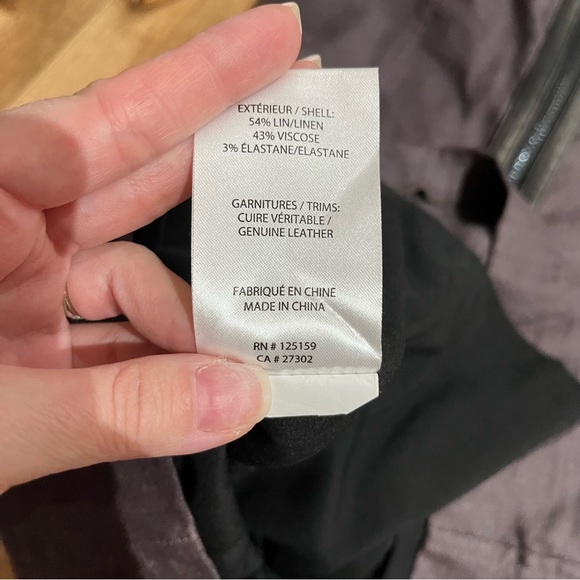 EXTÉRIEUR / SHELL:
54% LIN/LINEN
43% VISCOSE
3% ÉLASTANE/ELASTANE
GARNITURES / TRIMS:
CUIRE VÉRITABLE /
GENUINE LEATHER
FABRIQUÉ EN CHINE
MADE IN CHINA
RN # 125159
CA # 27302